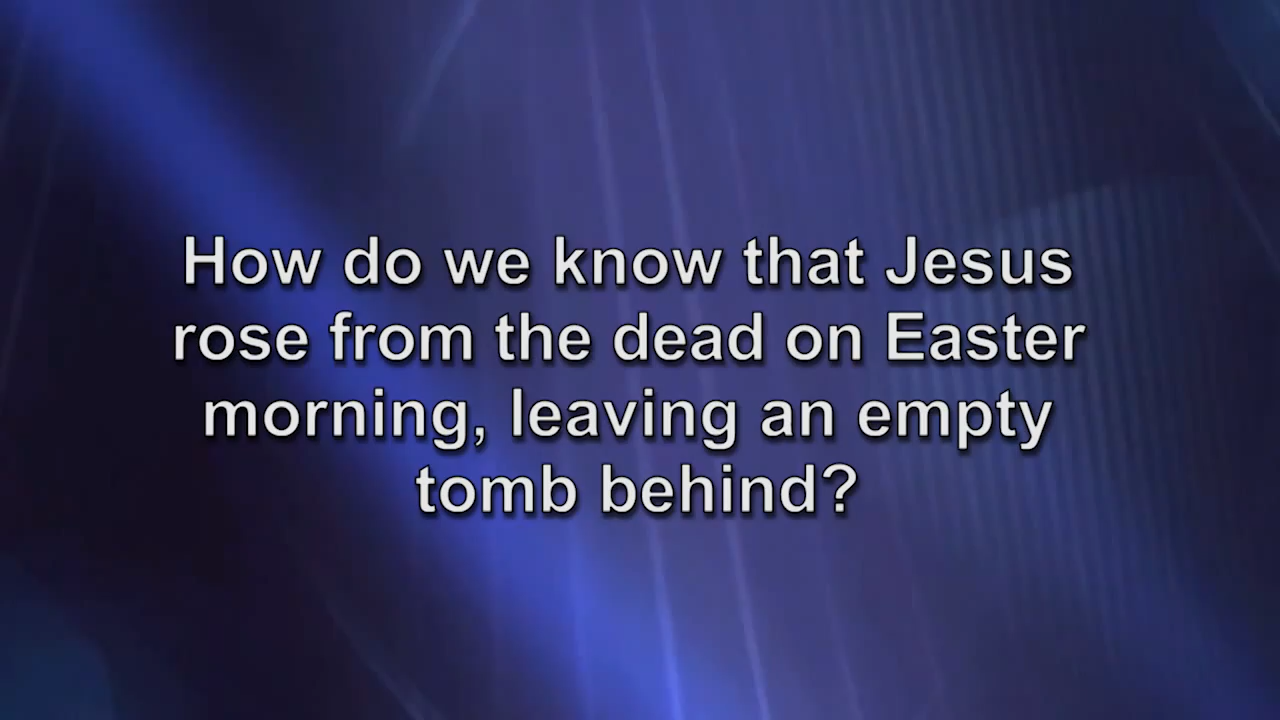 How do we know that Jesus
rose from the dead on Easter
morning, leaving an empty
tomb behind?